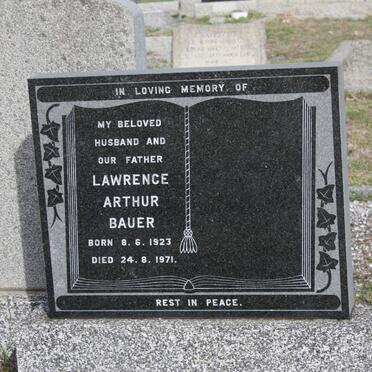 IN LOVING MEMORY OF
MY BELOVED
HUSBAND AND
OUR FATHER
LAWRENCE
ARTHUR
BAUER
BORN 8.6.1923
DIED 24.8.1971.
REST IN PEACE.